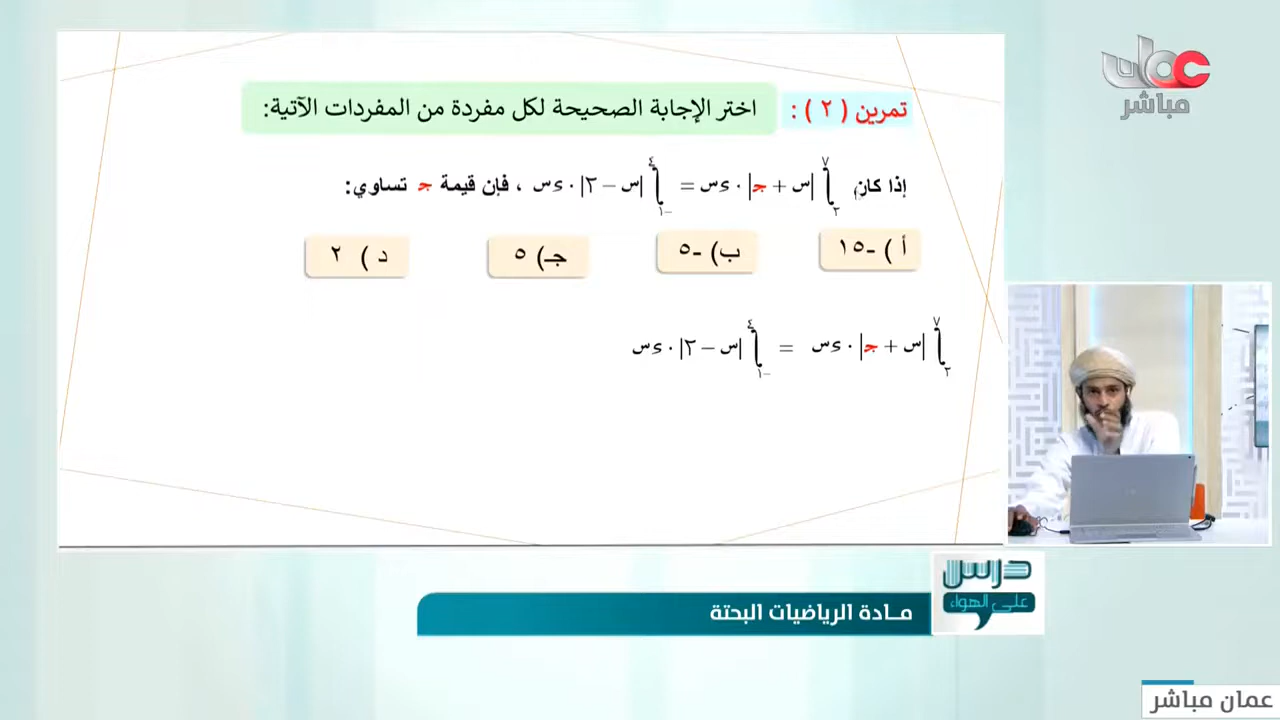 عمان
مباشر
تمرين ( ٢ ) : اختر الإجابة الصحيحة لكل مفردة من المفردات الآتية:
إذا كان ∫ ٢ ٧ |س + جـ| ٠ ءس = ∫ -١ ٤ |س − ٢| ٠ ءس ، فإن قيمة جـ تساوي:
أ ) -١٥ ب) -٥ جـ) ٥ د ) ٢
∫ ٢ ٧ |س + جـ| ٠ ءس = ∫ -١ ٤ |س − ٢| ٠ ءس
درس
على الهواء
مـادة الرياضيات البحتة
عمان مباشر